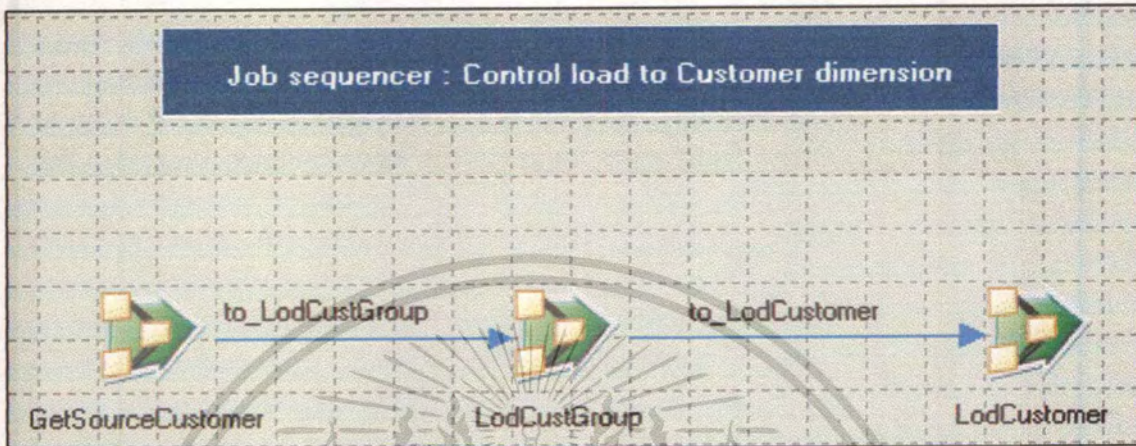 Job sequencer : Control load to Customer dimension
to_LodCustGroup
to_LodCustomer
GetSourceCustomer
LodCustGroup
LodCustomer